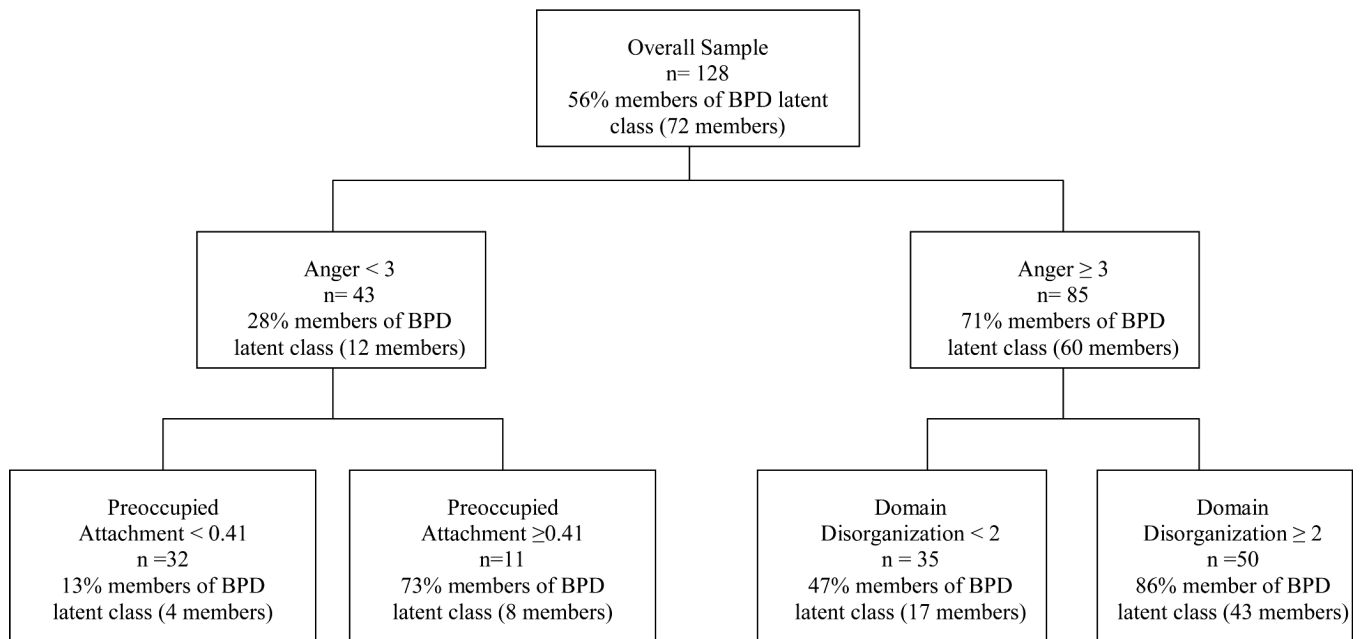 Overall Sample
n= 128
56% members of BPD latent
class (72 members)
Anger < 3
n= 43
28% members of BPD
latent class (12 members)
Anger ≥ 3
n= 85
71% members of BPD
latent class (60 members)
Preoccupied
Attachment < 0.41
n =32
13% members of BPD
latent class (4 members)
Preoccupied
Attachment ≥0.41
n=11
73% members of BPD
latent class (8 members)
Domain
Disorganization < 2
n = 35
47% members of BPD
latent class (17 members)
Domain
Disorganization ≥ 2
n =50
86% member of BPD
latent class (43 members)